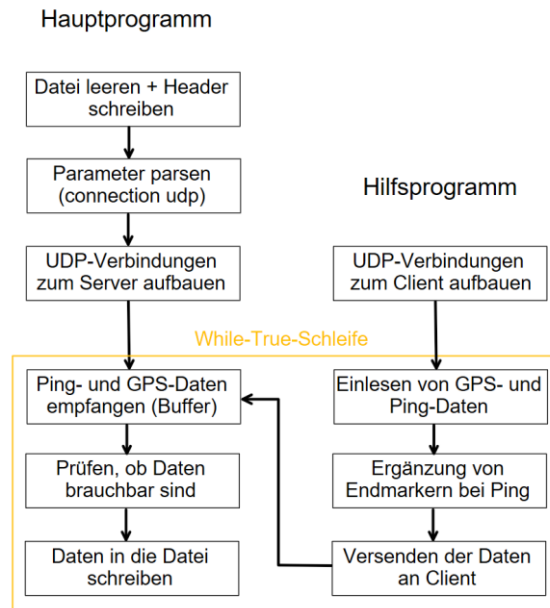 Hauptprogramm
Datei leeren + Header
schreiben
Parameter parsen
(connection udp)
UDP-Verbindungen
zum Server aufbauen
Hilfsprogramm
UDP-Verbindungen
zum Client aufbauen
While-True-Schleife
Ping- und GPS-Daten
empfangen (Buffer)
Prüfen, ob Daten
brauchbar sind
Daten in die Datei
schreiben
Einlesen von GPS- und
Ping-Daten
Ergänzung von
Endmarkern bei Ping
Versenden der Daten
an Client